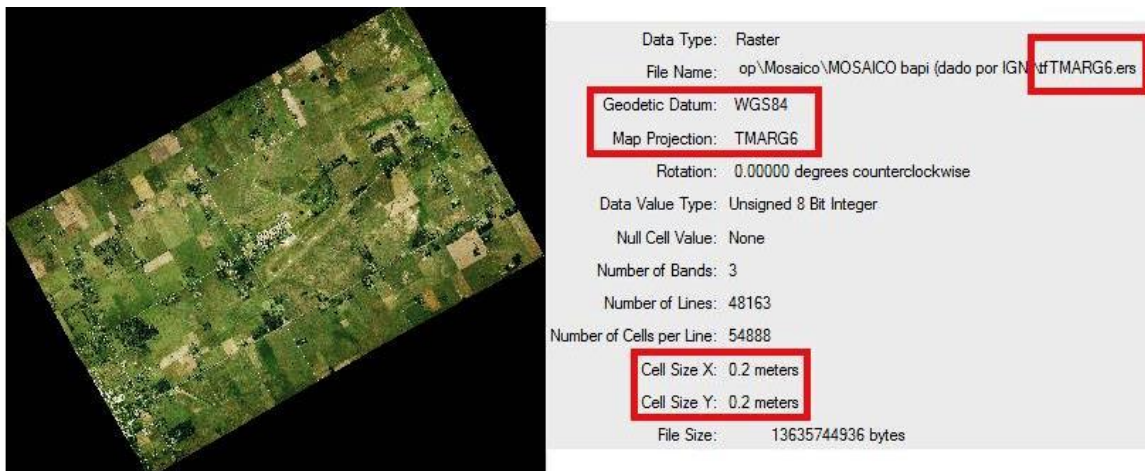 Data Type: Raster
File Name: op\Mosaico\MOSAICO bapi (dado por IGN)\tfTMARG6.ers
Geodetic Datum: WGS84
Map Projection: TMARG6
Rotation: 0.00000 degrees counterclockwise
Data Value Type: Unsigned 8 Bit Integer
Null Cell Value: None
Number of Bands: 3
Number of Lines: 48163
Number of Cells per Line: 54888
Cell Size X: 0.2 meters
Cell Size Y: 0.2 meters
File Size: 13635744936 bytes